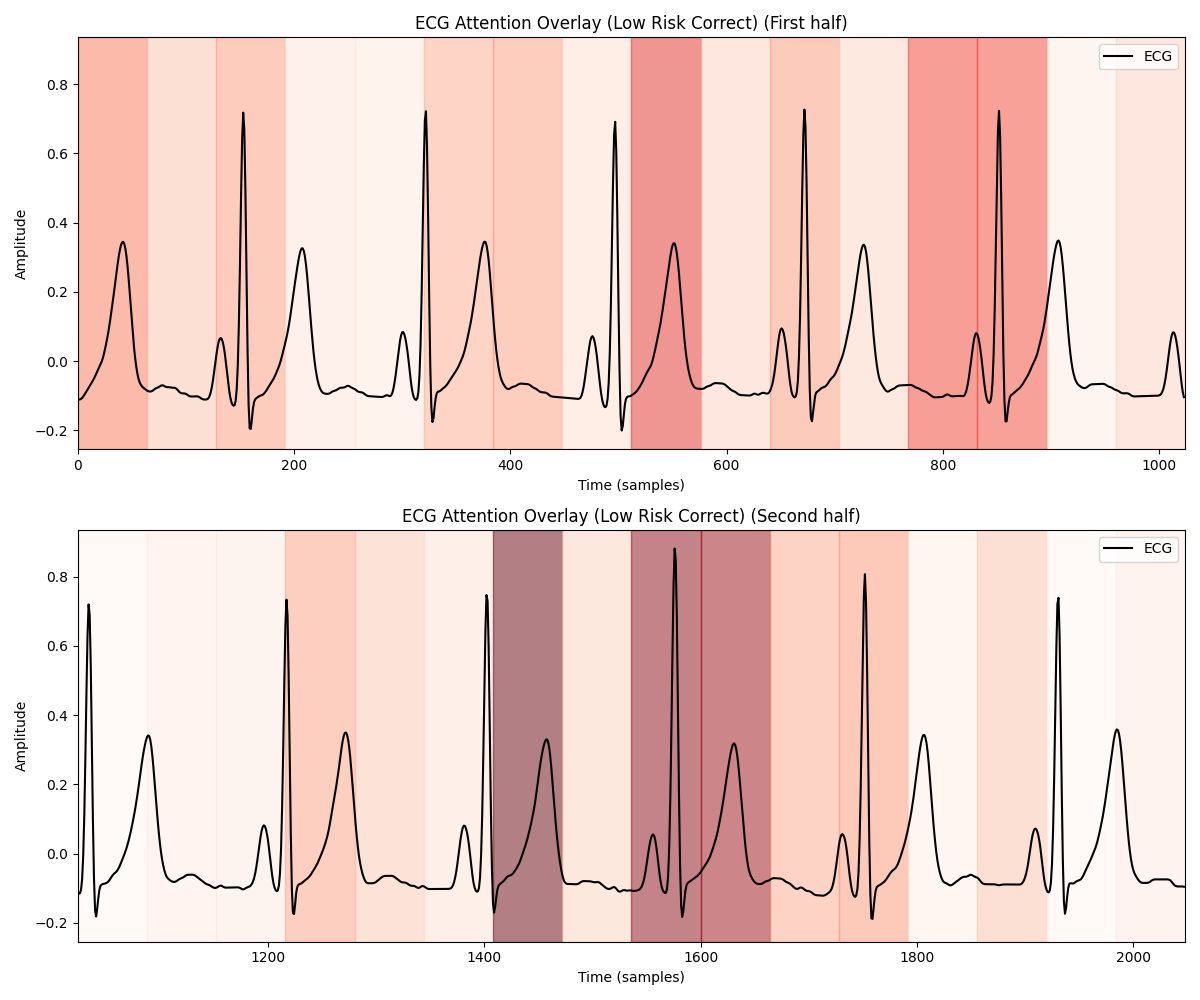 ECG Attention Overlay (Low Risk Correct) (First half)
ECG
0.8
0.6
0.4
0.2
0.0
−0.2
Amplitude
0 200 400 600 800 1000
Time (samples)
ECG Attention Overlay (Low Risk Correct) (Second half)
ECG
0.8
0.6
0.4
0.2
0.0
−0.2
Amplitude
1200 1400 1600 1800 2000
Time (samples)